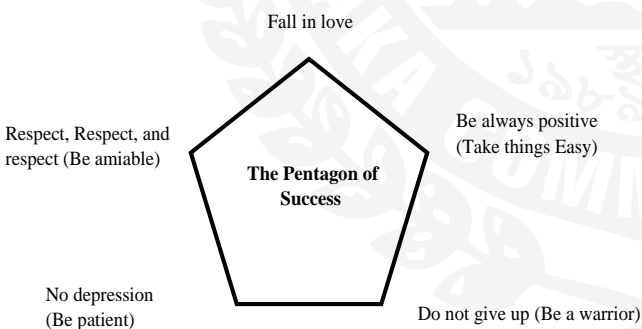 Fall in love
Respect, Respect, and
respect (Be amiable)
Be always positive
(Take things Easy)
The Pentagon of
Success
No depression
(Be patient)
Do not give up (Be a warrior)